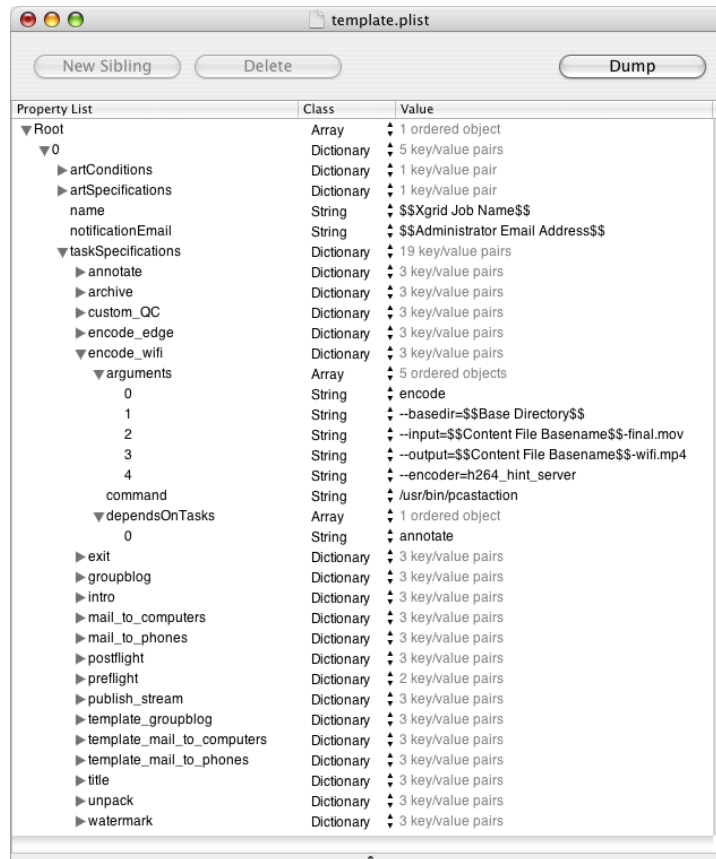 template.plist
New Sibling Delete Dump
Property List Class Value
Root Array 1 ordered object
0 Dictionary 5 key/value pairs
artConditions Dictionary 1 key/value pair
artSpecifications Dictionary 1 key/value pair
name String $$Xgrid Job Name$$
notificationEmail String $$Administrator Email Address$$
taskSpecifications Dictionary 19 key/value pairs
annotate Dictionary 3 key/value pairs
archive Dictionary 3 key/value pairs
custom_QC Dictionary 3 key/value pairs
encode_edge Dictionary 3 key/value pairs
encode_wifi Dictionary 3 key/value pairs
arguments Array 5 ordered objects
0 String encode
1 String --basedir=$$Base Directory$$
2 String --input=$$Content File Basename$$-final.mov
3 String --output=$$Content File Basename$$-wifi.mp4
4 String --encoder=h264_hint_server
command String /usr/bin/pcastaction
dependsOnTasks Array 1 ordered object
0 String annotate
exit Dictionary 3 key/value pairs
groupblog Dictionary 3 key/value pairs
intro Dictionary 3 key/value pairs
mail_to_computers Dictionary 3 key/value pairs
mail_to_phones Dictionary 3 key/value pairs
postflight Dictionary 3 key/value pairs
preflight Dictionary 2 key/value pairs
publish_stream Dictionary 3 key/value pairs
template_groupblog Dictionary 3 key/value pairs
template_mail_to_computers Dictionary 3 key/value pairs
template_mail_to_phones Dictionary 3 key/value pairs
title Dictionary 3 key/value pairs
unpack Dictionary 3 key/value pairs
watermark Dictionary 3 key/value pairs